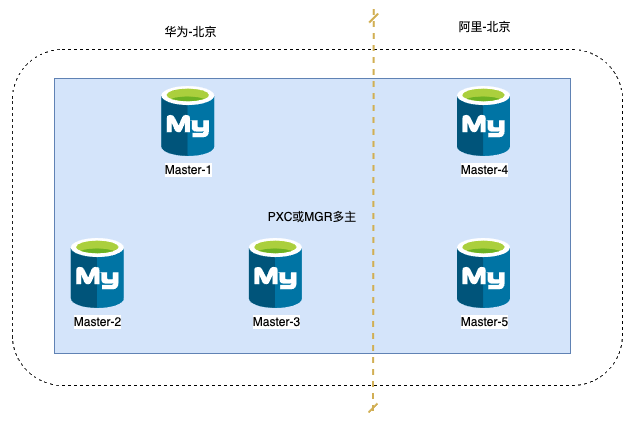 华为-北京
阿里-北京
My
Master-1
My
Master-4
PXC或MGR多主
My
Master-2
My
Master-3
My
Master-5